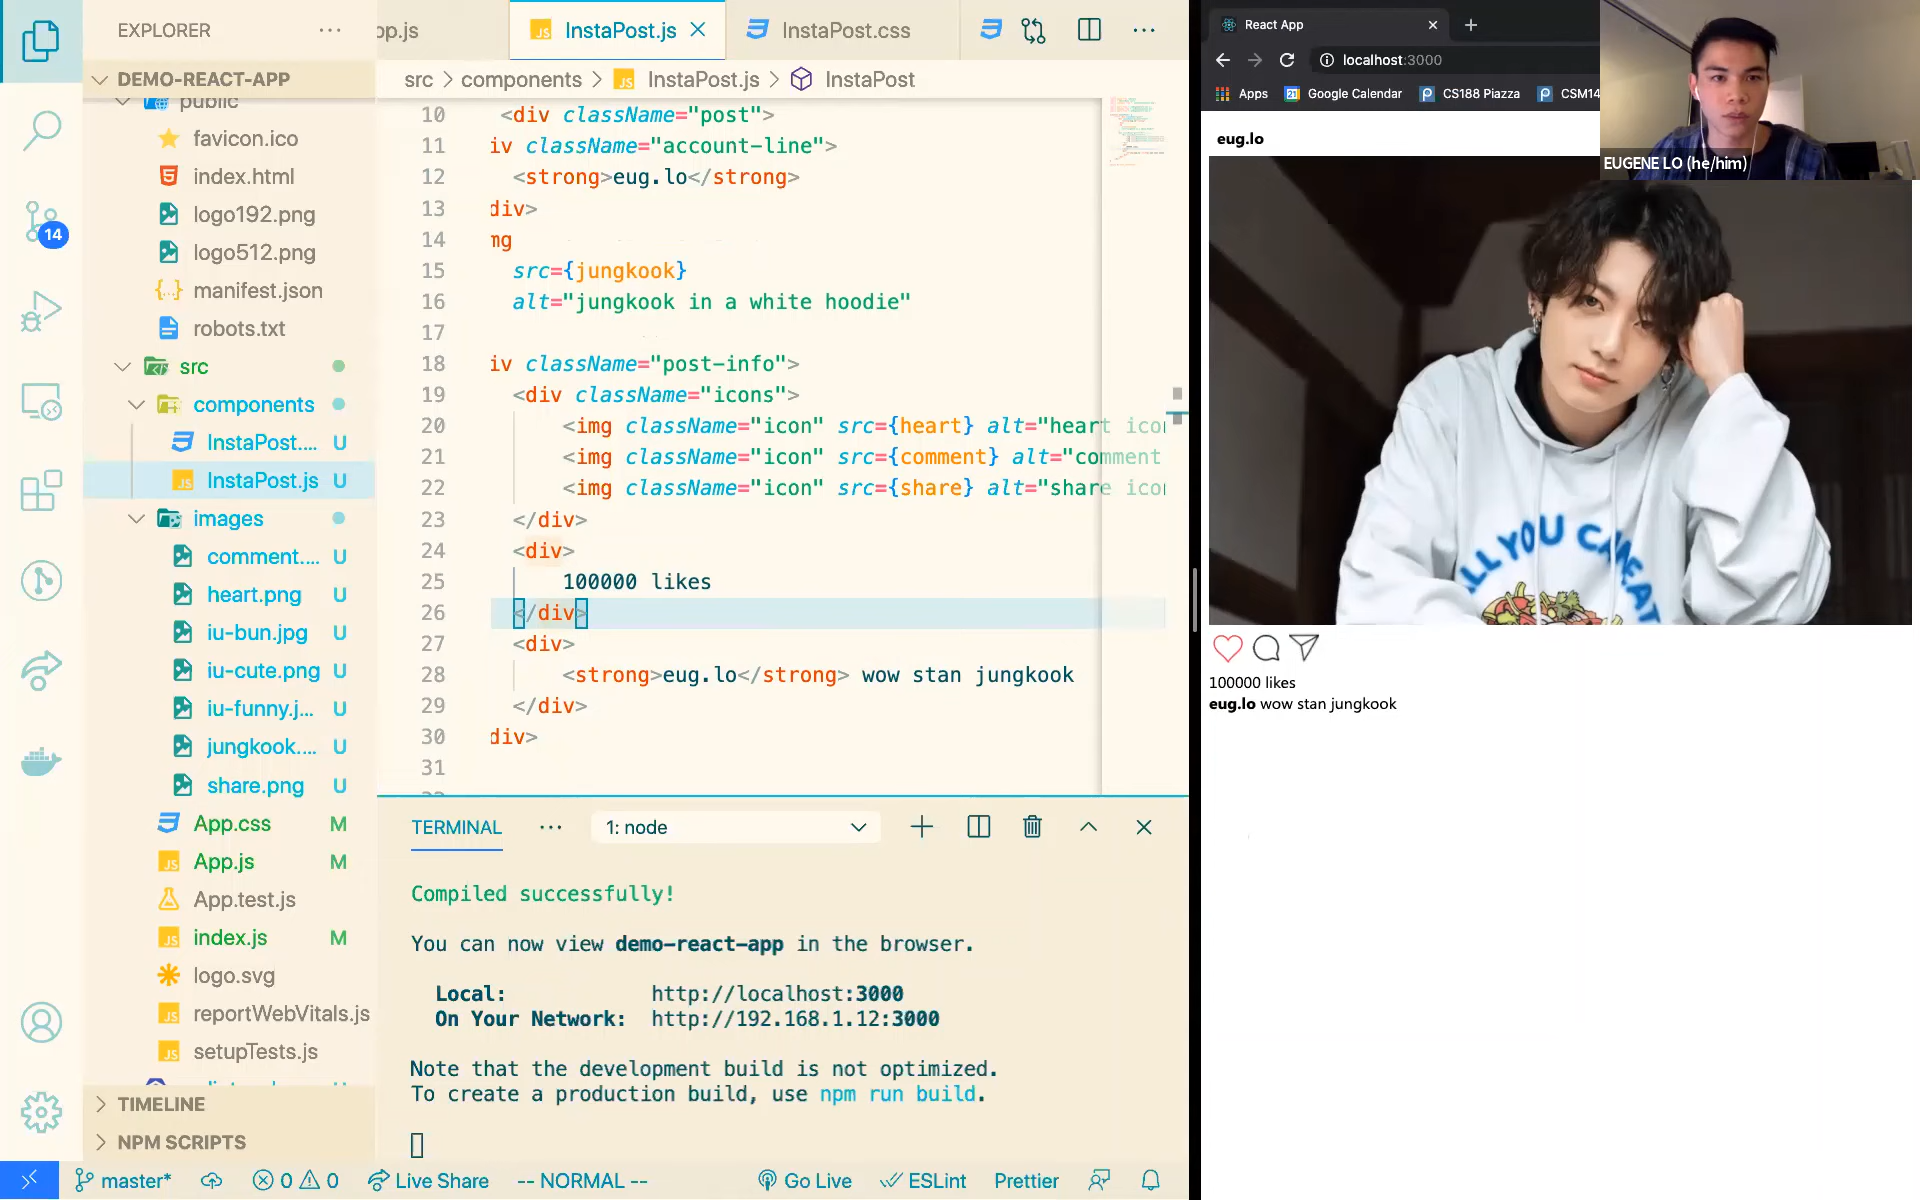 EXPLORER
DEMO-REACT-APP
public
favicon.ico
index.html
logo192.png
logo512.png
manifest.json
robots.txt
src
components
InstaPost.... U
InstaPost.js U
images
comment.... U
heart.png U
iu-bun.jpg U
iu-cute.png U
iu-funny.j... U
jungkook.... U
share.png U
App.css M
App.js M
App.test.js
index.js M
logo.svg
reportWebVitals.js
setupTests.js
TIMELINE
NPM SCRIPTS
14
pp.js
InstaPost.js
InstaPost.css
src > components > InstaPost.js > InstaPost
10 <div className="post">
11 iv className="account-line">
12 <strong>eug.lo</strong>
13 div>
14 mg
15 src={jungkook}
16 alt="jungkook in a white hoodie"
17
18 iv className="post-info">
19 <div className="icons">
20 <img className="icon" src={heart} alt="heart icon
21 <img className="icon" src={comment} alt="comment
22 <img className="icon" src={share} alt="share icon
23 </div>
24 <div>
25 100000 likes
26 </div>
27 <div>
28 <strong>eug.lo</strong> wow stan jungkook
29 </div>
30 div>
31
TERMINAL ... 1: node
Compiled successfully!
You can now view demo-react-app in the browser.
Local: http://localhost:3000
On Your Network: http://192.168.1.12:3000
Note that the development build is not optimized.
To create a production build, use npm run build.
master* 0 0 Live Share -- NORMAL -- Go Live ESLint Prettier
React App
localhost:3000
Apps Google Calendar CS188 Piazza CSM14
EUGENE LO (he/him)
eug.lo
ALL YOU CAN EAT
100000 likes
eug.lo wow stan jungkook